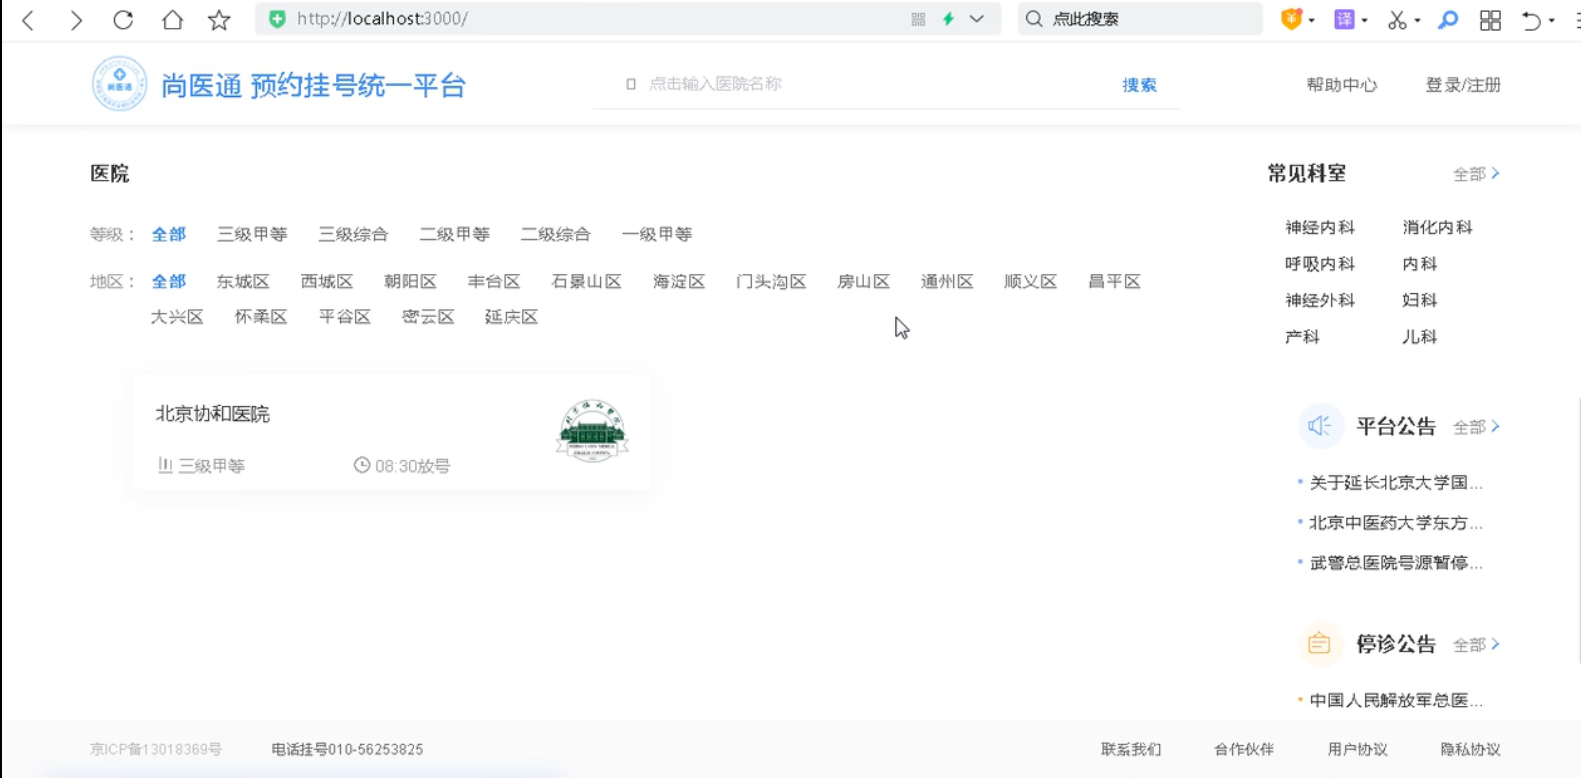 http://localhost:3000/
点此搜索
译
尚医通 预约挂号统一平台
点击输入医院名称
搜索
帮助中心
登录/注册
医院
等级： 全部 三级甲等 三级综合 二级甲等 二级综合 一级甲等
地区： 全部 东城区 西城区 朝阳区 丰台区 石景山区 海淀区 门头沟区 房山区 通州区 顺义区 昌平区
大兴区 怀柔区 平谷区 密云区 延庆区
北京协和医院
三级甲等 08:30放号
常见科室 全部
神经内科 消化内科
呼吸内科 内科
神经外科 妇科
产科 儿科
平台公告 全部
关于延长北京大学国...
北京中医药大学东方...
武警总医院号源暂停...
停诊公告 全部
中国人民解放军总医...
京ICP备13018369号 电话挂号010-56253825 联系我们 合作伙伴 用户协议 隐私协议